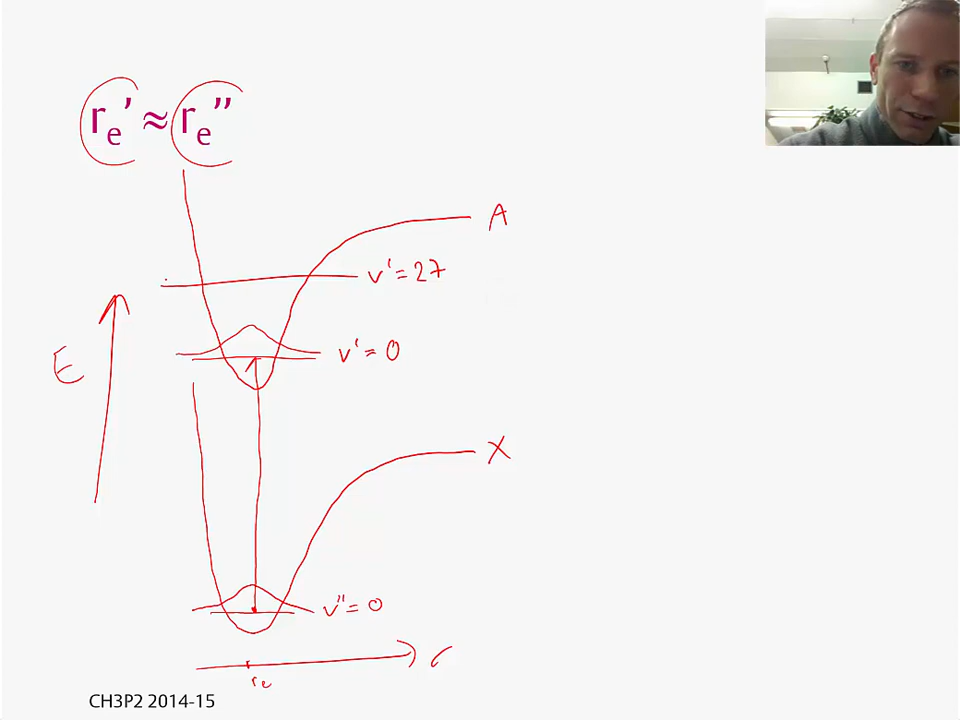 rₑ’ ≈ rₑ”
A
v' = 27
E
v' = 0
X
v" = 0
r
rₑ
CH3P2 2014-15